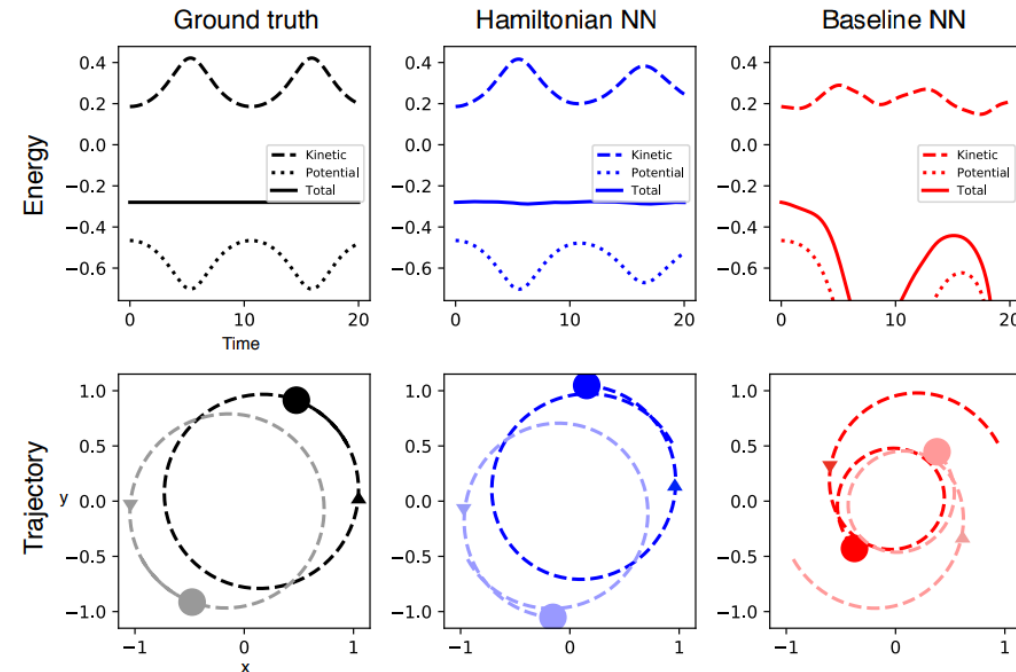 Ground truth
Hamiltonian NN
Baseline NN
Energy
0.4
0.2
0.0
−0.2
−0.4
−0.6
Kinetic
Potential
Total
0
10
20
Time
0.4
0.2
0.0
−0.2
−0.4
−0.6
Kinetic
Potential
Total
0
10
20
0.4
0.2
0.0
−0.2
−0.4
−0.6
Kinetic
Potential
Total
0
10
20
Trajectory
1.0
0.5
y 0.0
−0.5
−1.0
−1
0
1
x
1.0
0.5
0.0
−0.5
−1.0
−1
0
1
1.0
0.5
0.0
−0.5
−1.0
−1
0
1